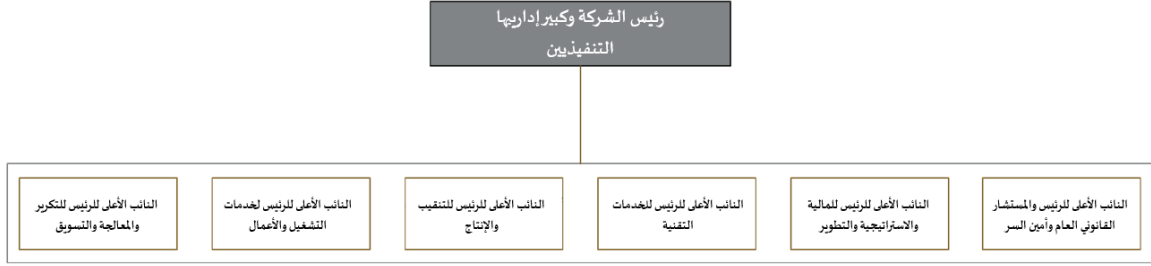 رئيس الشركة وكبير إدارييها
التنفيذيين
النائب الأعلى للرئيس والمستشار
القانوني العام وأمين السر
النائب الأعلى للرئيس للمالية
والاستراتيجية والتطوير
النائب الأعلى للرئيس للخدمات
التقنية
النائب الأعلى للرئيس للتنقيب
والإنتاج
النائب الأعلى للرئيس لخدمات
التشغيل والأعمال
النائب الأعلى للرئيس للتكرير
والمعالجة والتسويق